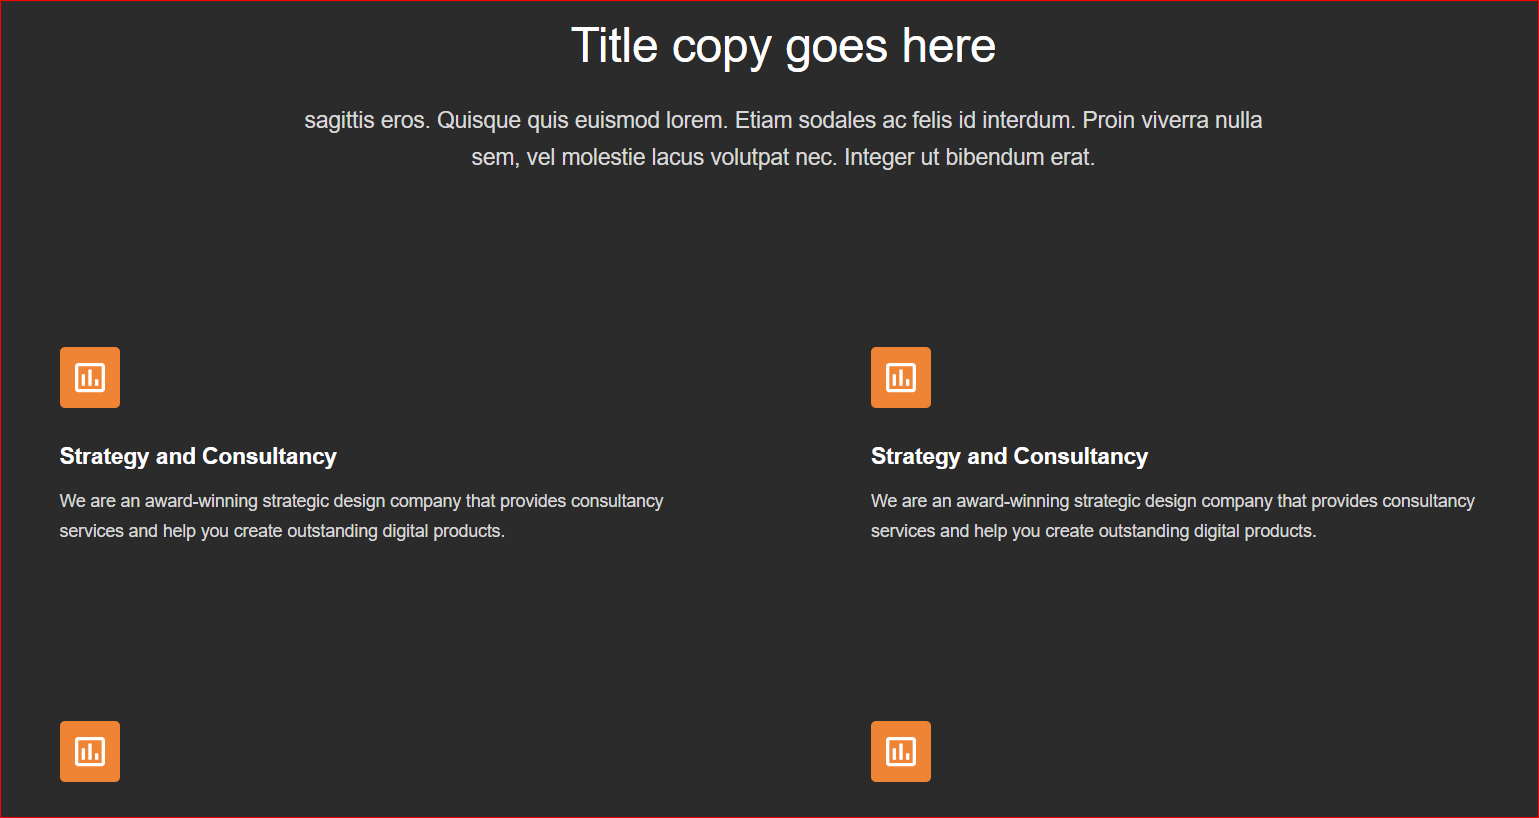 Title copy goes here
sagittis eros. Quisque quis euismod lorem. Etiam sodales ac felis id interdum. Proin viverra nulla
sem, vel molestie lacus volutpat nec. Integer ut bibendum erat.
Strategy and Consultancy
We are an award-winning strategic design company that provides consultancy
services and help you create outstanding digital products.
Strategy and Consultancy
We are an award-winning strategic design company that provides consultancy
services and help you create outstanding digital products.